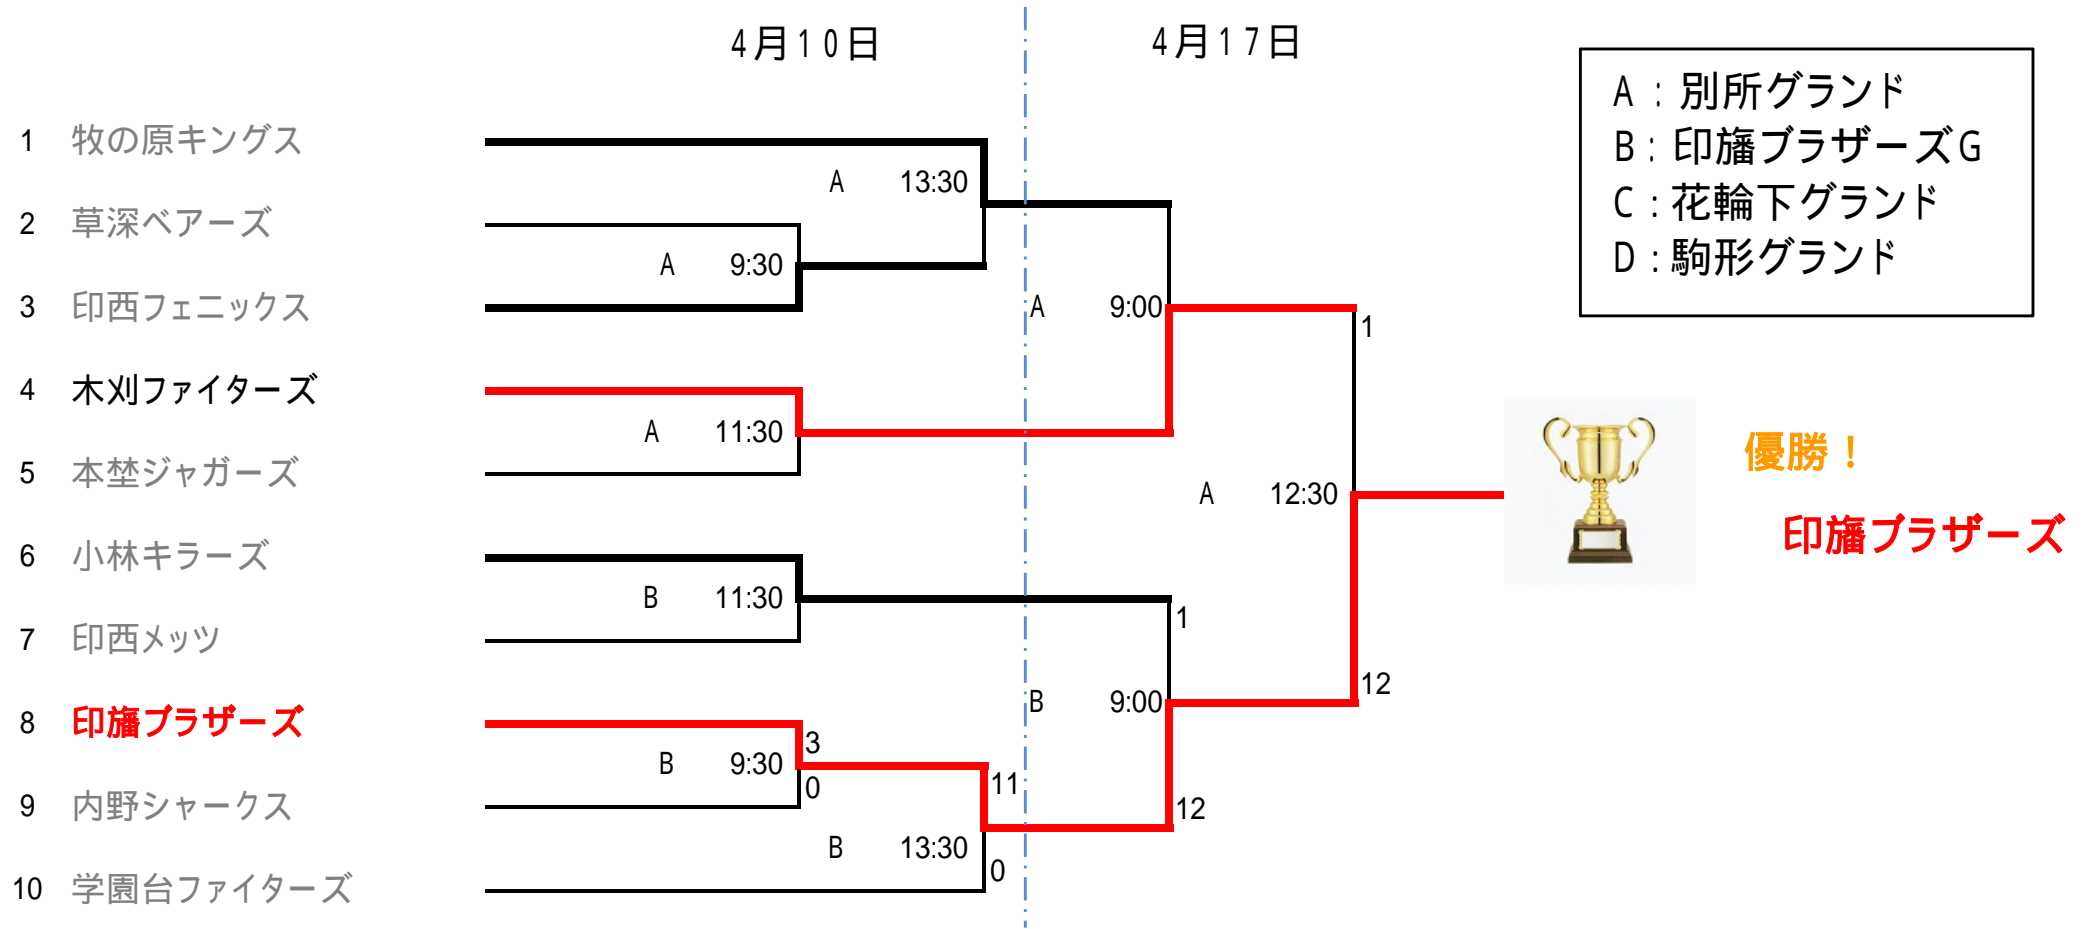 4月10日
4月17日
A：別所グランド
B：印旛ブラザーズG
C：花輪下グランド
D：駒形グランド
1 牧の原キングス
A 13:30
2 草深ベアーズ
A 9:30
3 印西フェニックス
A 9:00
1
4 木刈ファイターズ
A 11:30
5 本埜ジャガーズ
A 12:30
優勝！
印旛ブラザーズ
6 小林キラーズ
B 11:30
1
7 印西メッツ
12
B 9:00
8 印旛ブラザーズ
3
B 9:30
0
11
9 内野シャークス
12
B 13:30
0
10 学園台ファイターズ